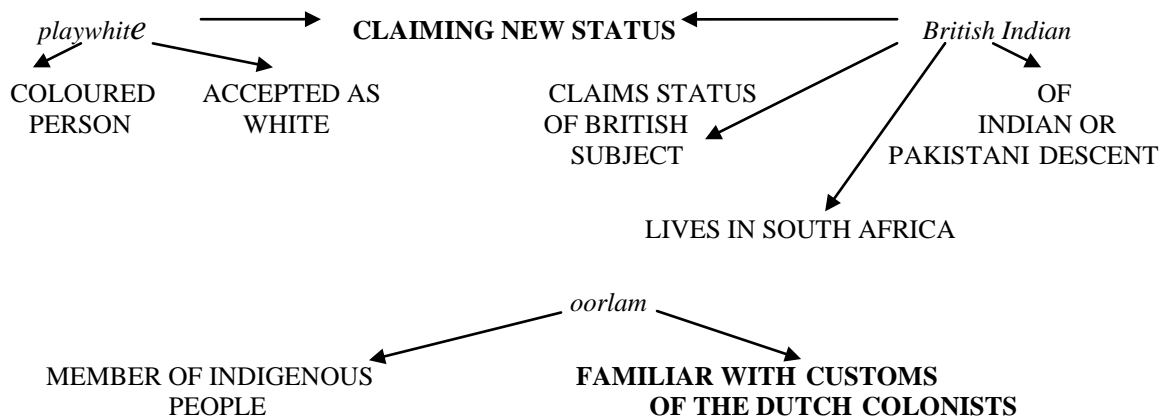 playwhite CLAIMING NEW STATUS British Indian
COLOURED ACCEPTED AS CLAIMS STATUS OF
PERSON WHITE OF BRITISH INDIAN OR
SUBJECT PAKISTANI DESCENT
LIVES IN SOUTH AFRICA
oorlam
MEMBER OF INDIGENOUS FAMILIAR WITH CUSTOMS
PEOPLE OF THE DUTCH COLONISTS